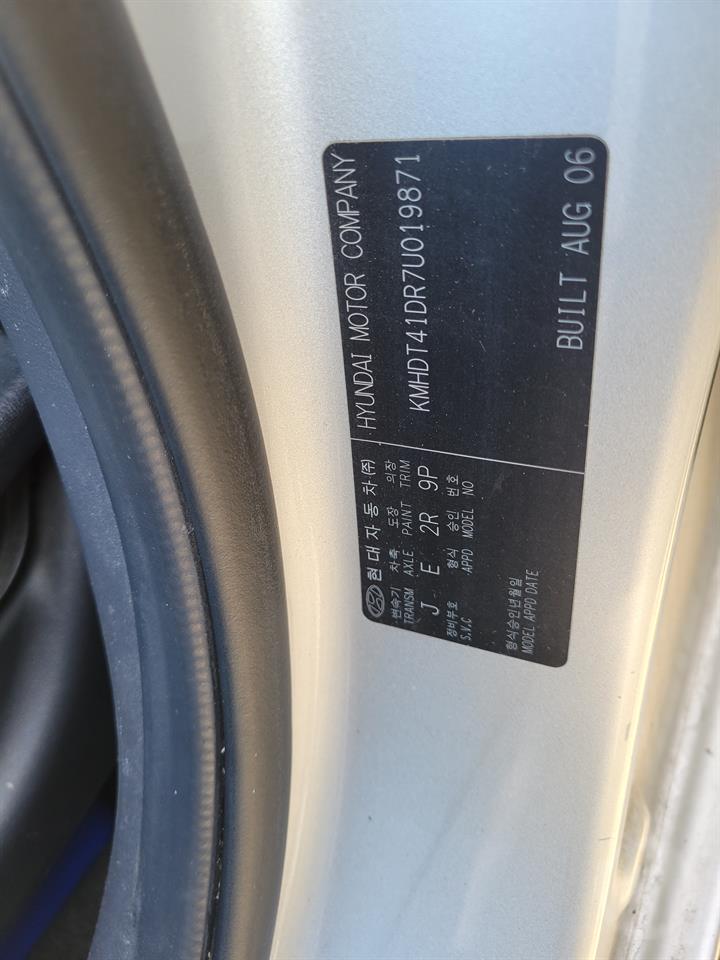 현대자동차(주) HYUNDAI MOTOR COMPANY
변속기 차축 도장 의장
TRANSM AXLE PAINT TRIM
KMHDT41DR7U019871
J E 2R 9P
정비부호 형식 승인 번호
S.V.C APPD MODEL NO
형식승인년월일
MODEL APPD DATE
BUILT AUG 06